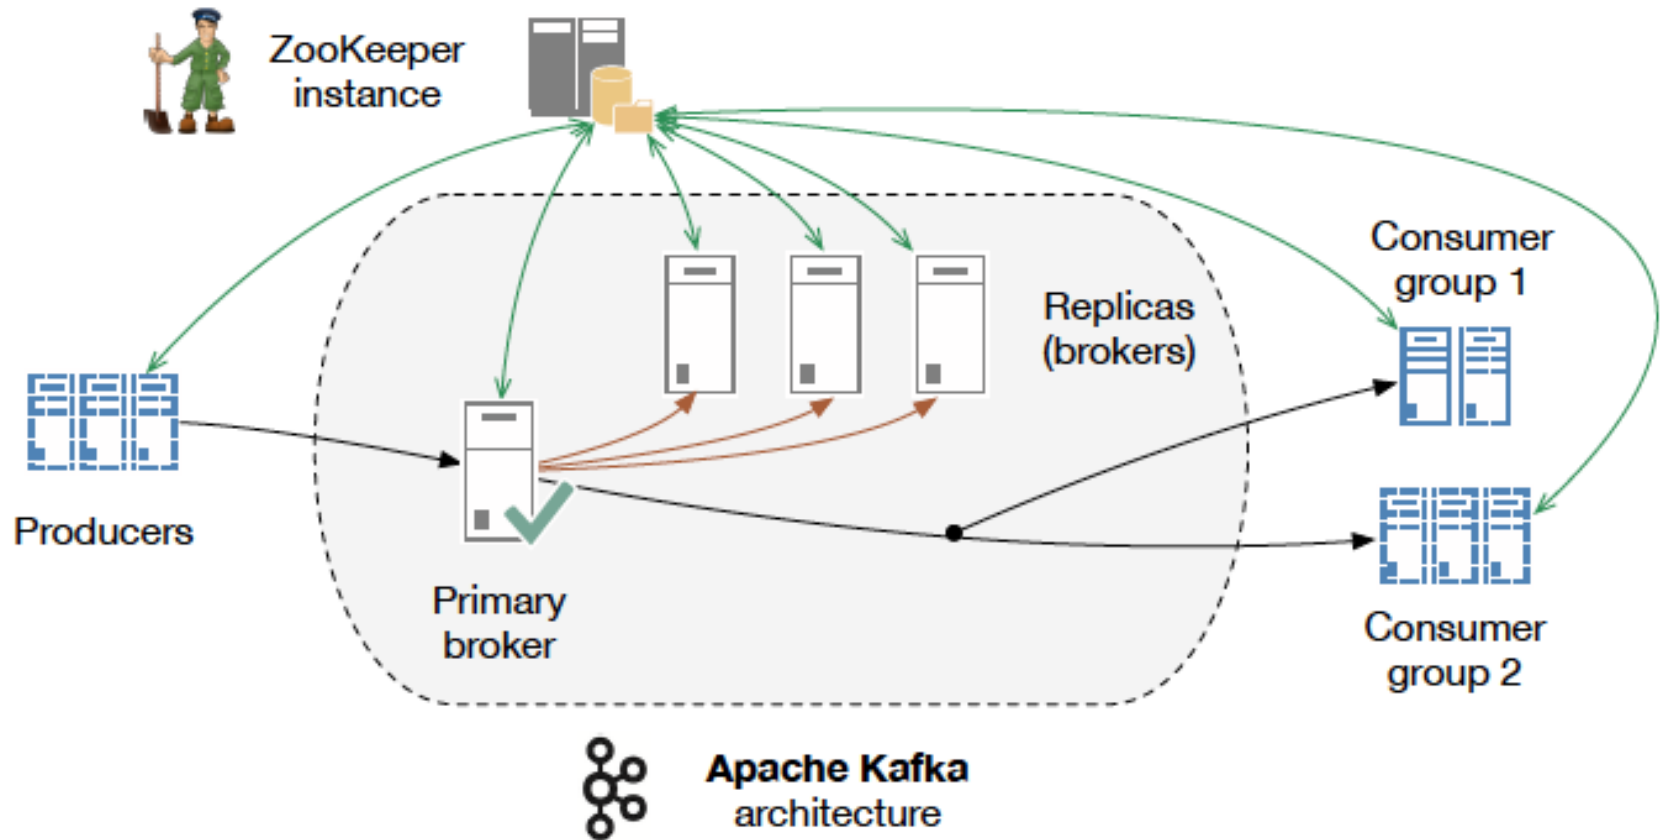 ZooKeeper
instance
Consumer
group 1
Replicas
(brokers)
Producers
Primary
broker
Consumer
group 2
Apache Kafka
architecture